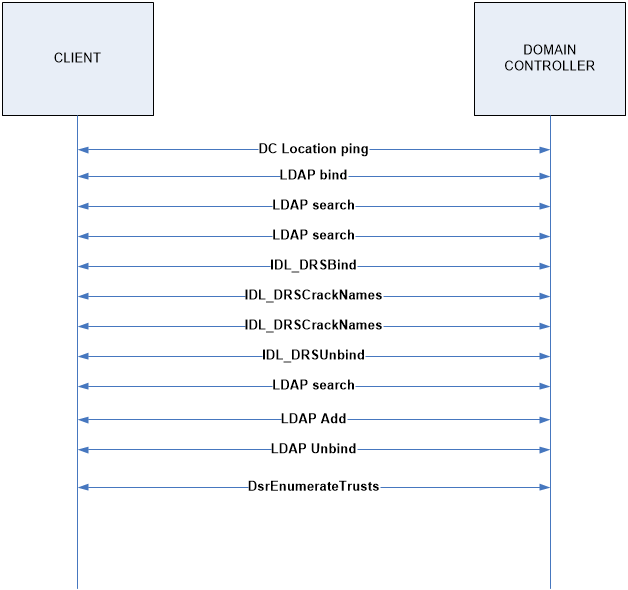 CLIENT
DOMAIN
CONTROLLER
DC Location ping
LDAP bind
LDAP search
LDAP search
IDL_DRSBind
IDL_DRSCrackNames
IDL_DRSCrackNames
IDL_DRSUnbind
LDAP search
LDAP Add
LDAP Unbind
DsrEnumerateTrusts